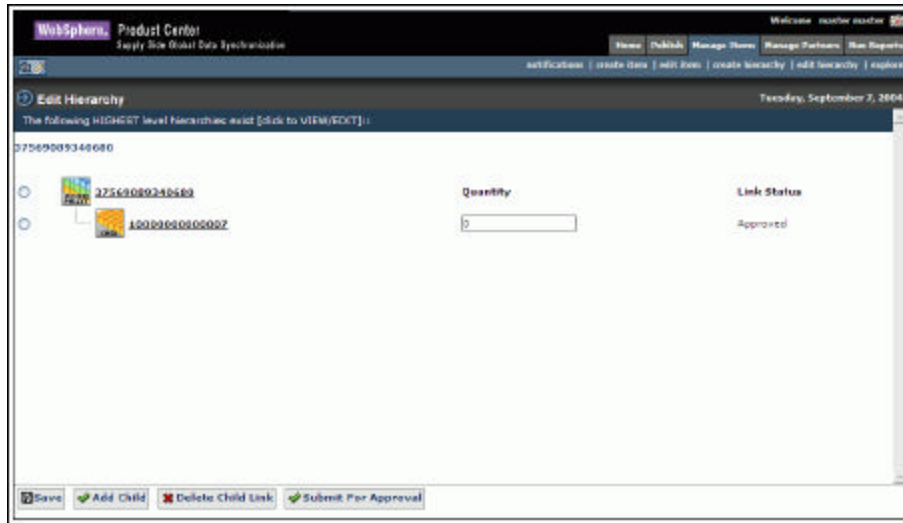 WebSphere. Product Center
Supply Side Global Data Synchronization
Welcome master master
Home Publish Manage Items Manage Partners Run Reports
notifications | create item | edit item | create hierarchy | edit hierarchy | explore
Edit Hierarchy
Tuesday, September 7, 2004
The following HIGHEST level hierarchies exist [click to VIEW/EDIT]::
37569089340680
37569089340680 Quantity Link Status
10000000000007 0 Approved
Save Add Child Delete Child Link Submit For Approval